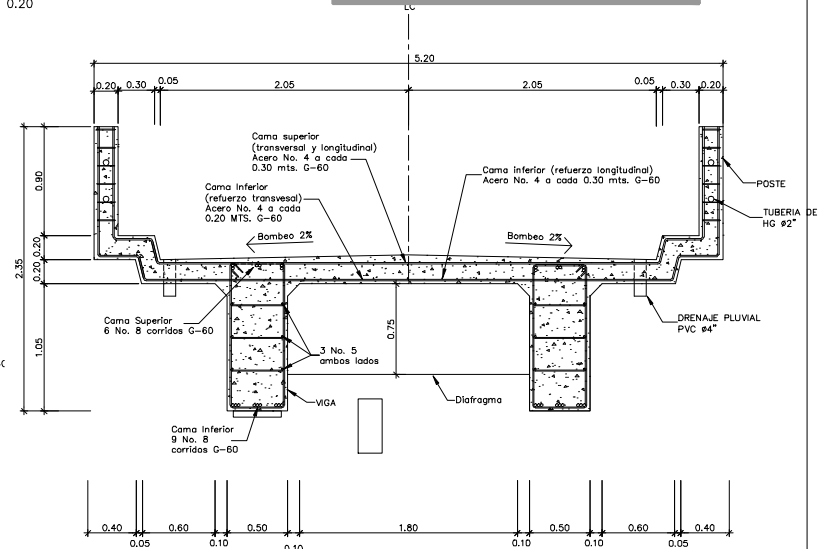 0.20
LC
5.20
0.20
0.30
0.05
2.05
2.05
0.05
0.30
0.20
Cama superior
(transversal y longitudinal)
Acero No. 4 a cada
0.30 mts. G-60
Cama inferior (refuerzo longitudinal)
Acero No. 4 a cada 0.30 mts. G-60
Cama Inferior
(refuerzo transvesal)
Acero No. 4 a cada
0.20 MTS. G-60
POSTE
TUBERIA DE
HG ø2"
0.90
Bombeo 2%
Bombeo 2%
0.20
0.20
2.35
1.05
0.75
Cama Superior
6 No. 8 corridos G-60
DRENAJE PLUVIAL
PVC ø4"
3 No. 5
ambos lados
VIGA
Diafragma
Cama Inferior
9 No. 8
corridos G-60
0.40
0.05
0.60
0.10
0.50
0.10
1.80
0.10
0.50
0.10
0.60
0.05
0.40